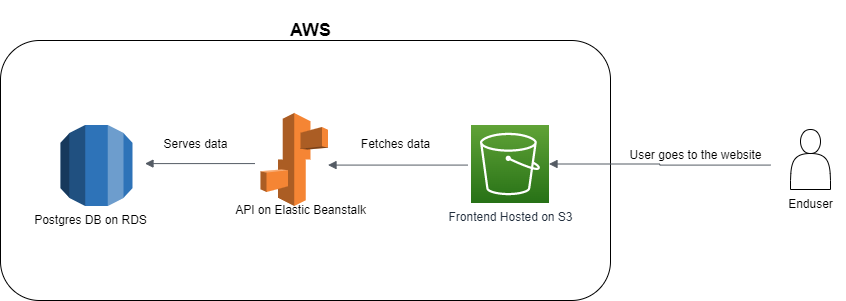 AWS
Serves data
Fetches data
User goes to the website
Postgres DB on RDS
API on Elastic Beanstalk
Frontend Hosted on S3
Enduser